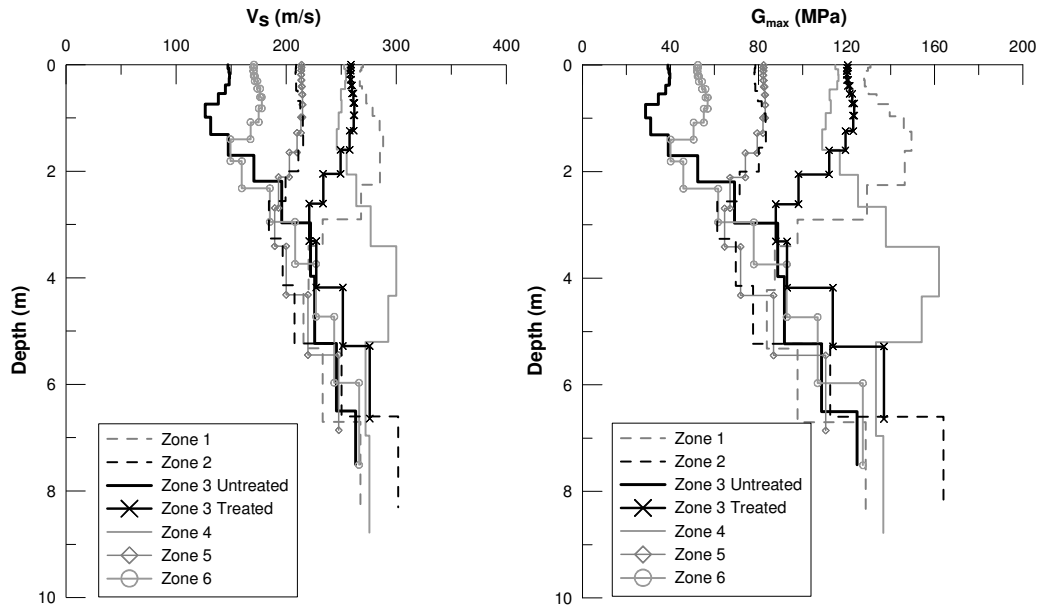 Vs (m/s)
0 100 200 300 400
0
2
4
6
8
10
Depth (m)
Zone 1
Zone 2
Zone 3 Untreated
Zone 3 Treated
Zone 4
Zone 5
Zone 6
Gmax (MPa)
0 40 80 120 160 200
0
2
4
6
8
10
Depth (m)
Zone 1
Zone 2
Zone 3 Untreated
Zone 3 Treated
Zone 4
Zone 5
Zone 6